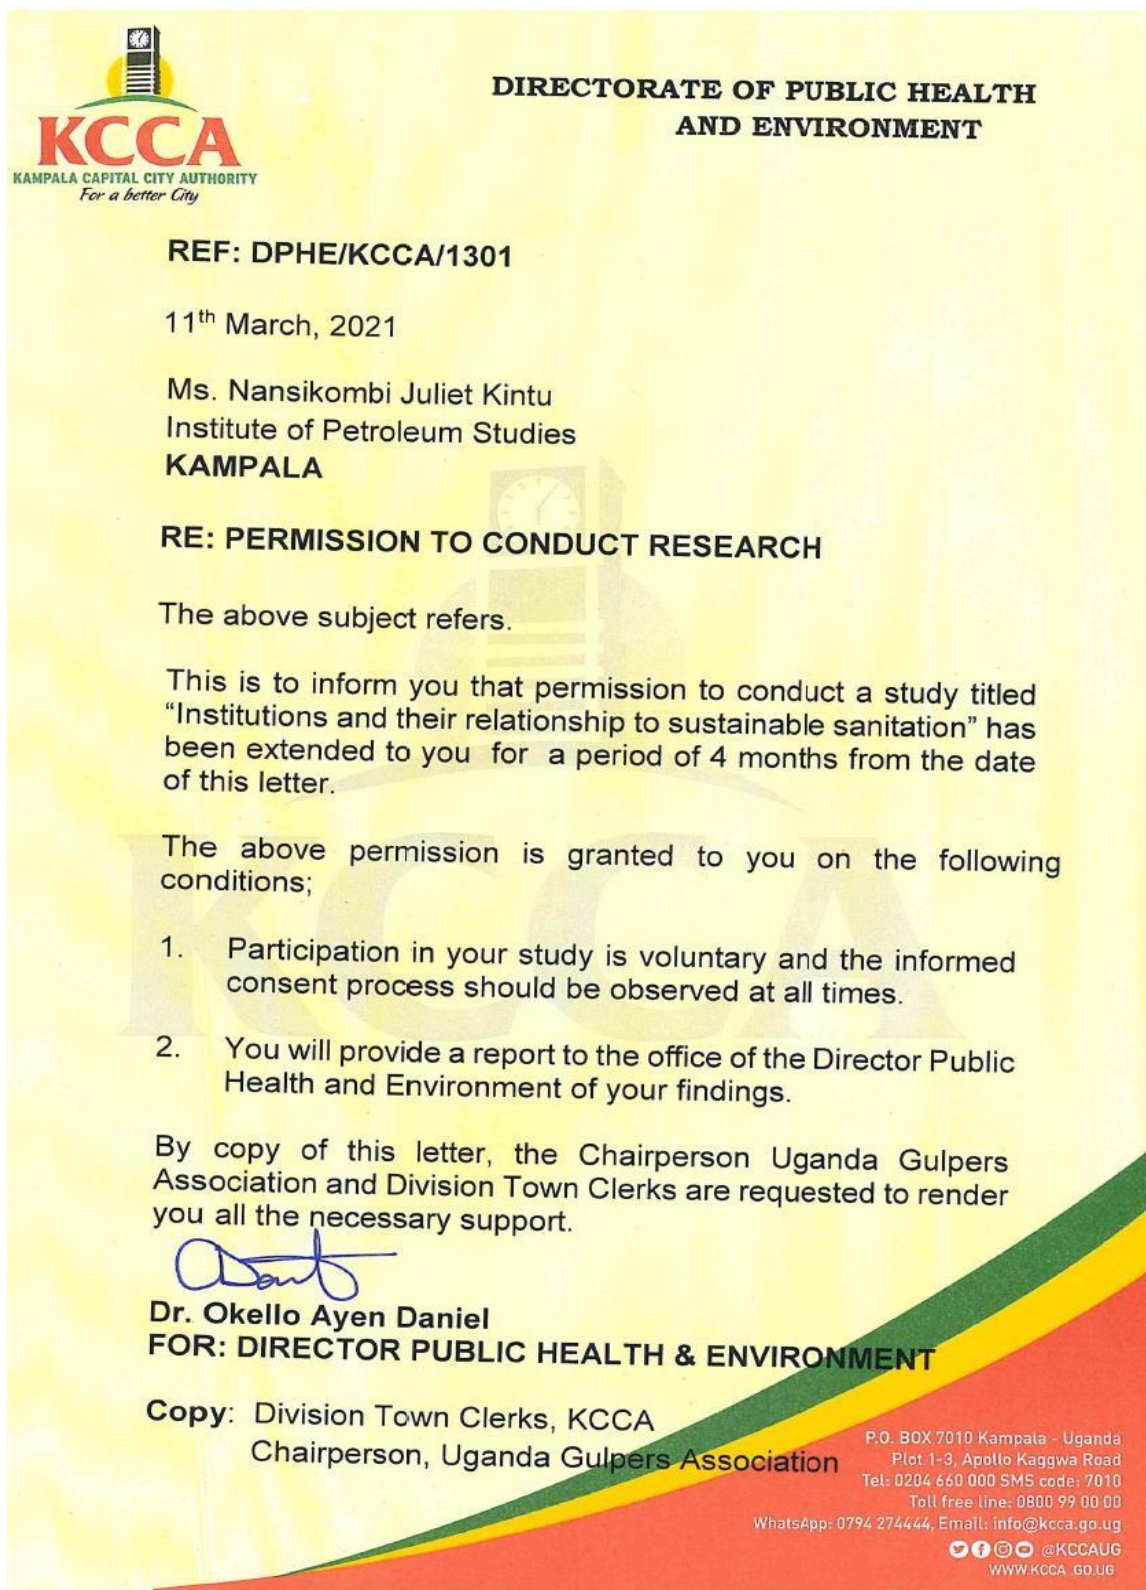 KCCA
KAMPALA CAPITAL CITY AUTHORITY
For a better City
DIRECTORATE OF PUBLIC HEALTH
AND ENVIRONMENT
REF: DPHE/KCCA/1301
11th March, 2021
Ms. Nansikombi Juliet Kintu
Institute of Petroleum Studies
KAMPALA
RE: PERMISSION TO CONDUCT RESEARCH
The above subject refers.
This is to inform you that permission to conduct a study titled
“Institutions and their relationship to sustainable sanitation” has
been extended to you for a period of 4 months from the date
of this letter.
The above permission is granted to you on the following
conditions;
1. Participation in your study is voluntary and the informed
consent process should be observed at all times.
2. You will provide a report to the office of the Director Public
Health and Environment of your findings.
By copy of this letter, the Chairperson Uganda Gulpers
Association and Division Town Clerks are requested to render
you all the necessary support.
Dr. Okello Ayen Daniel
FOR: DIRECTOR PUBLIC HEALTH & ENVIRONMENT
Copy: Division Town Clerks, KCCA
Chairperson, Uganda Gulpers Association
P.O. BOX 7010 Kampala - Uganda
Plot 1-3, Apollo Kaggwa Road
Tel: 0204 660 000 SMS code: 7010
Toll free line: 0800 99 00 00
WhatsApp: 0794 274444, Email: info@kcca.go.ug
@KCCAUG
WWW.KCCA .GO.UG
KCCA